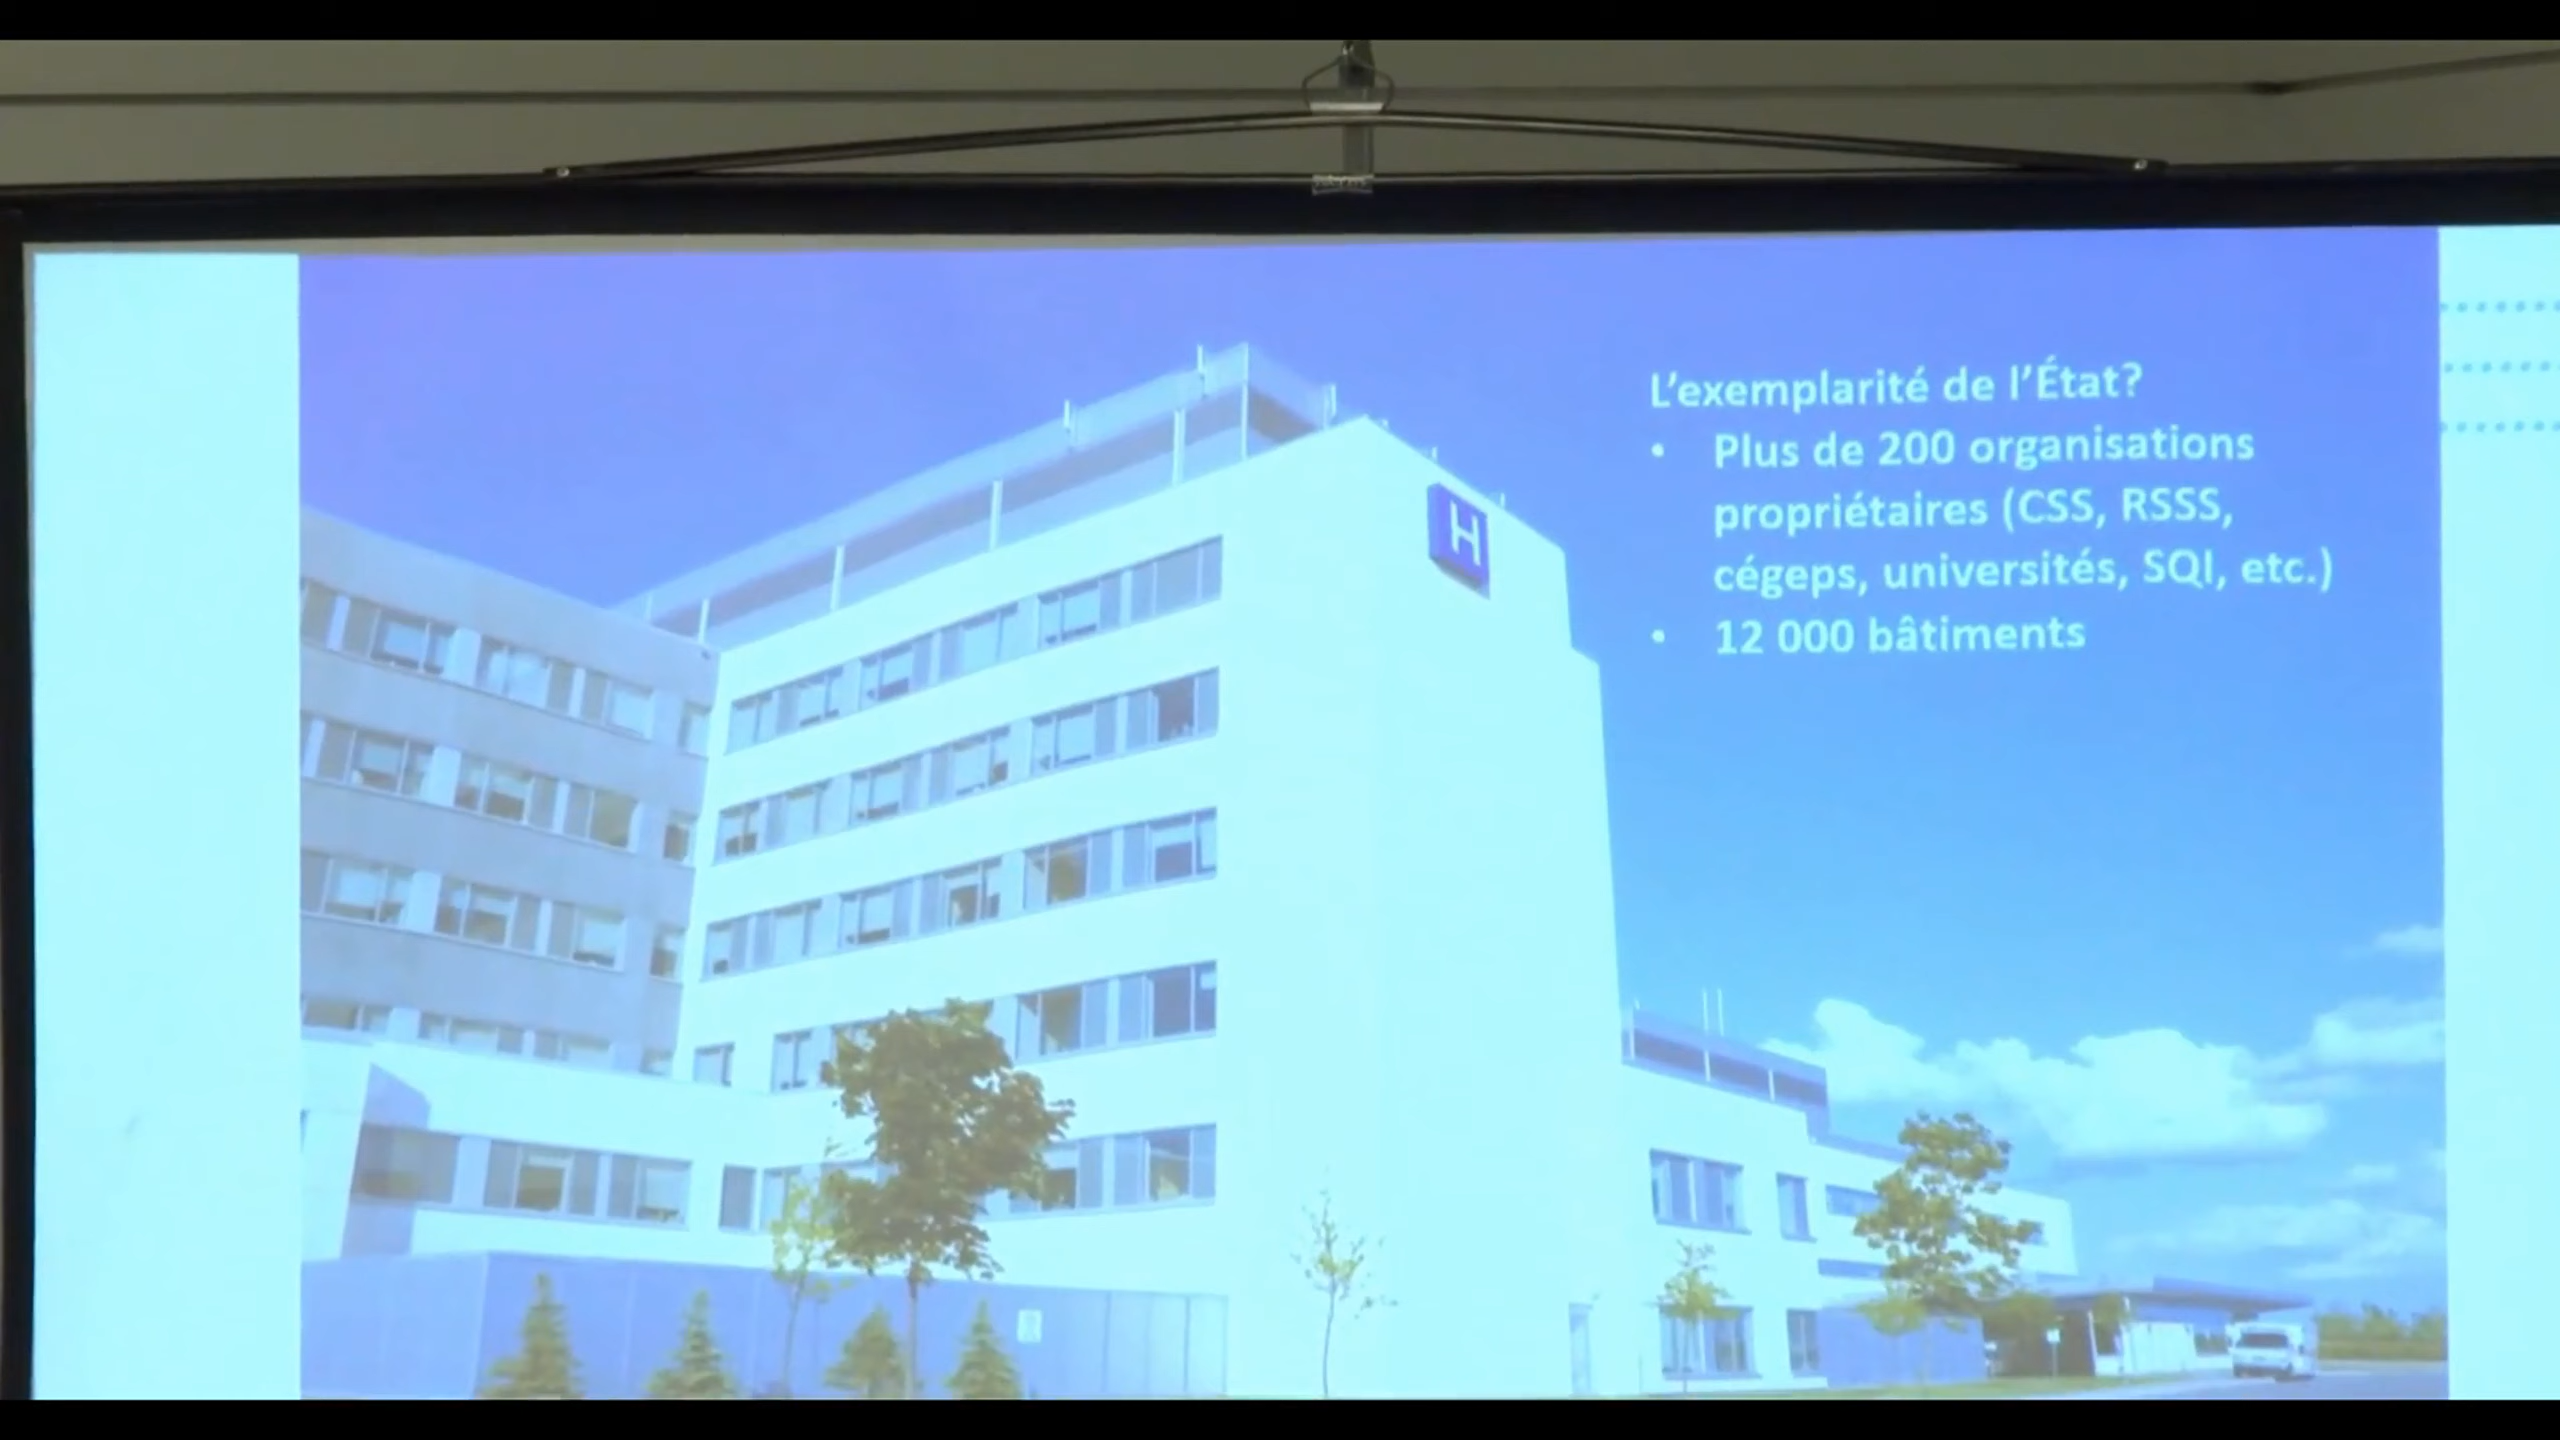 L'exemplarité de l'État?
• Plus de 200 organisations
propriétaires (CSS, RSSS,
cégeps, universités, SQI, etc.)
• 12 000 bâtiments
H